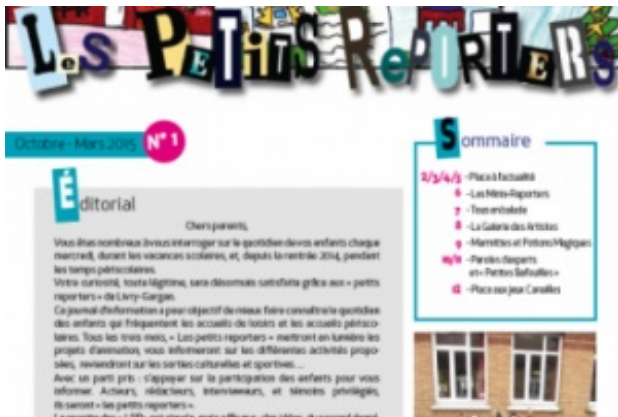 Les Petits Reporters
Octobre - Mars 2015 N° 1
Éditorial
Chers parents,
Vous êtes nombreux à vous interroger sur le quotidien de vos enfants chaque
mercredi, durant les vacances scolaires, et, depuis la rentrée 2014, pendant
les temps périscolaires.
Votre curiosité, toute légitime, sera désormais satisfaite grâce aux « petits
reporters » de Livry-Gargan.
Ce journal d'information a pour objectif de mieux faire connaître le quotidien
des enfants qui fréquentent les accueils de loisirs et les accueils périsco-
laires. Tous les trois mois, « Les petits reporters » mettront en lumière les
projets d'animation, vous informeront sur les différentes activités propo-
sées, reviendront sur les sorties culturelles et sportives...
Avec un parti pris : s'appuyer sur la participation des enfants pour vous
informer. Acteurs, rédacteurs, intervieweurs, et témoins privilégiés,
ils seront « les petits reporters ».
Sommaire
2/3/4/5 - Place à l'actualité
6 - Les Minis-Reporters
7 - Tous en balade
8 - La Galerie des Artistes
9 - Marmittes et Potions Magiques
10/11 - Paroles d'experts
et « Petites Bafouilles »
12 - Place aux jeux Canailles